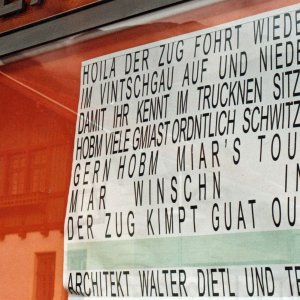 HOILA DER ZUG FOHRT WIEDE
IM VINTSCHGAU AUF UND NIEDE
DAMIT IHR KENNT IM TRUCKNEN SITZ
HOBM VIELE GMIAST ORDNTLICH SCHWITZ
GERN HOBM MIAR'S TOU
MIAR WINSCHN IN
DER ZUG KIMPT GUAT OU
ARCHITEKT WALTER DIETL UND TE